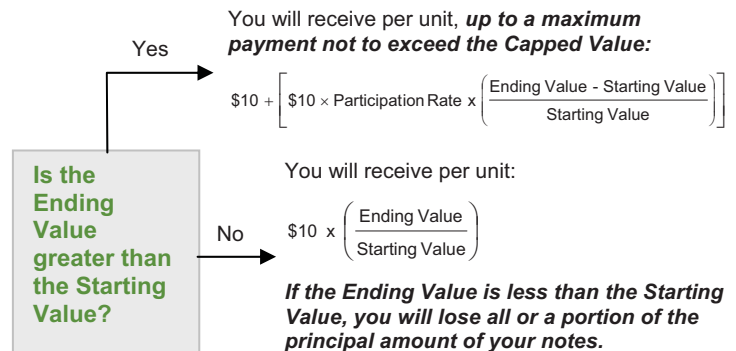 You will receive per unit, up to a maximum
payment not to exceed the Capped Value:
Yes
$10 + [ $10 × Participation Rate x ( Ending Value - Starting Value / Starting Value ) ]
Is the
Ending
Value
greater than
the Starting
Value?
No
You will receive per unit:
$10 x ( Ending Value / Starting Value )
If the Ending Value is less than the Starting
Value, you will lose all or a portion of the
principal amount of your notes.